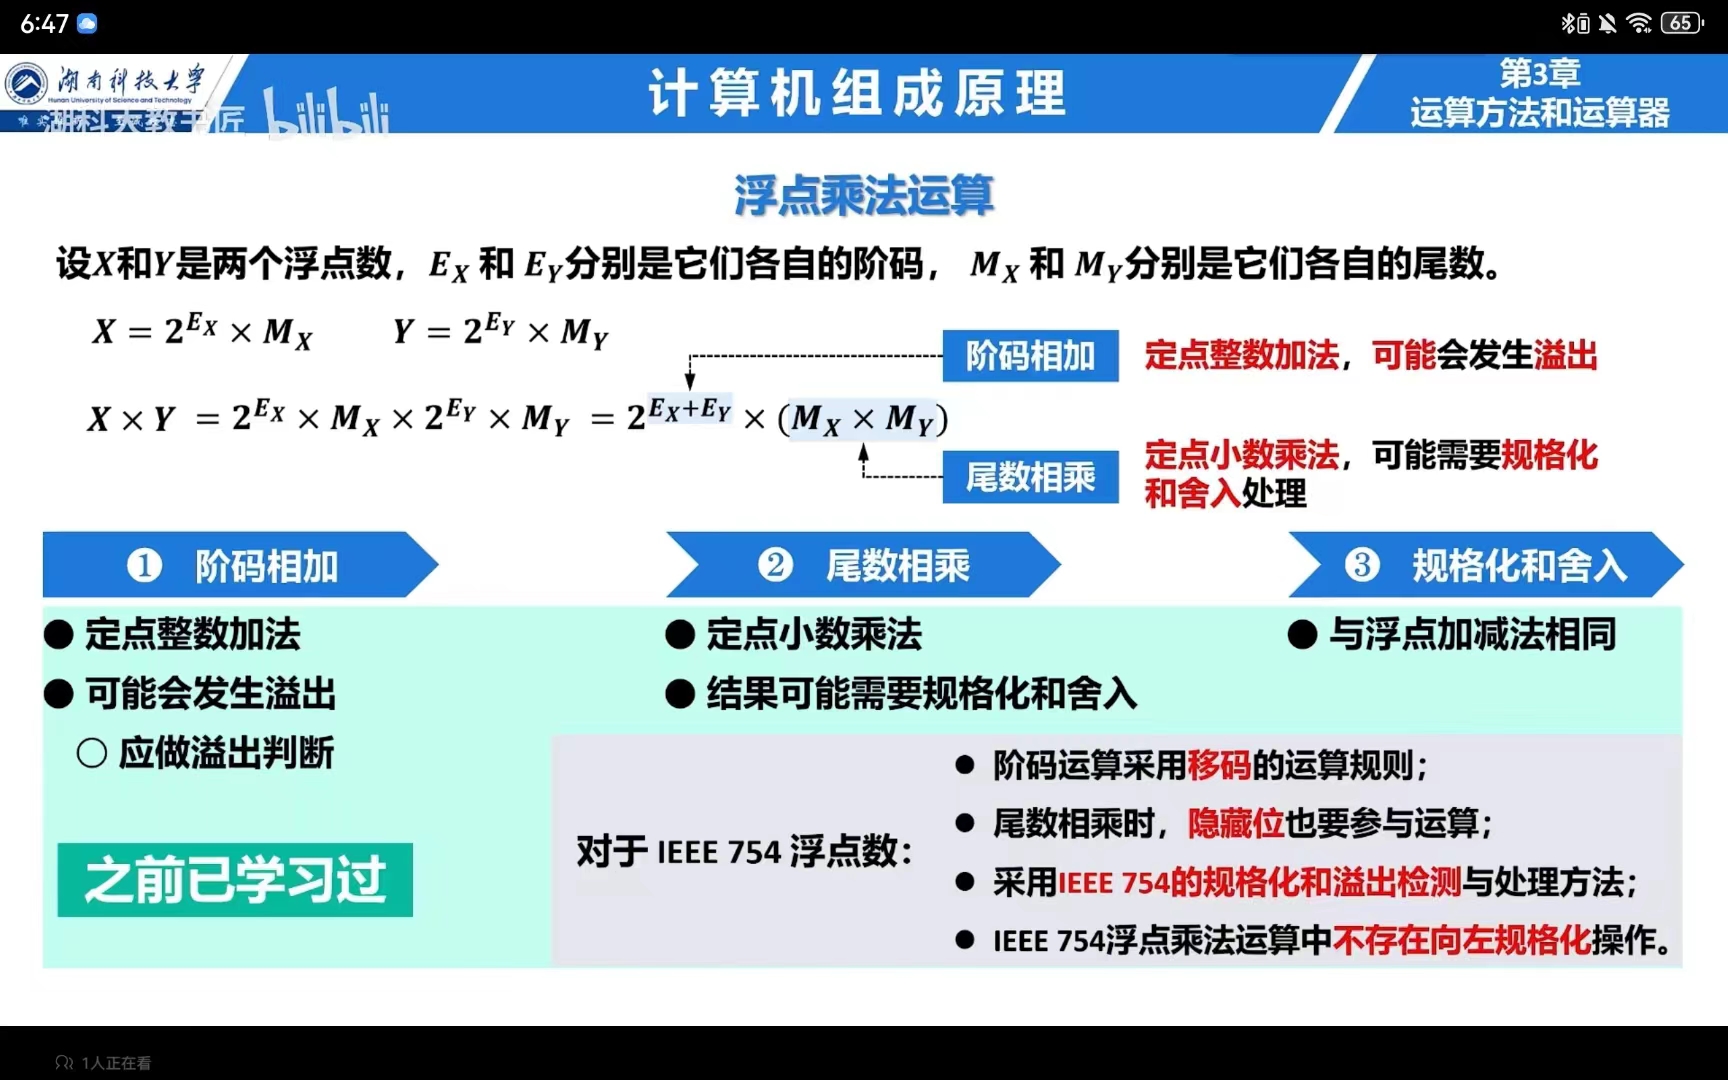 6:47
65
湖南科技大学
Hunan University of Science and Technology
湖科大教书匠 bilibili
计算机组成原理
第3章
运算方法和运算器
浮点乘法运算
设X和Y是两个浮点数，E_X 和 E_Y分别是它们各自的阶码， M_X 和 M_Y分别是它们各自的尾数。
X = 2^{E_X} × M_X Y = 2^{E_Y} × M_Y
阶码相加 定点整数加法，可能会发生溢出
X × Y = 2^{E_X} × M_X × 2^{E_Y} × M_Y = 2^{E_X+E_Y} × (M_X × M_Y)
尾数相乘 定点小数乘法，可能需要规格化
和舍入处理
❶ 阶码相加
❷ 尾数相乘
❸ 规格化和舍入
● 定点整数加法
● 可能会发生溢出
○ 应做溢出判断
之前已学习过
● 定点小数乘法
● 结果可能需要规格化和舍入
● 与浮点加减法相同
对于 IEEE 754 浮点数：
● 阶码运算采用移码的运算规则；
● 尾数相乘时，隐藏位也要参与运算；
● 采用IEEE 754的规格化和溢出检测与处理方法；
● IEEE 754浮点乘法运算中不存在向左规格化操作。
1人正在看